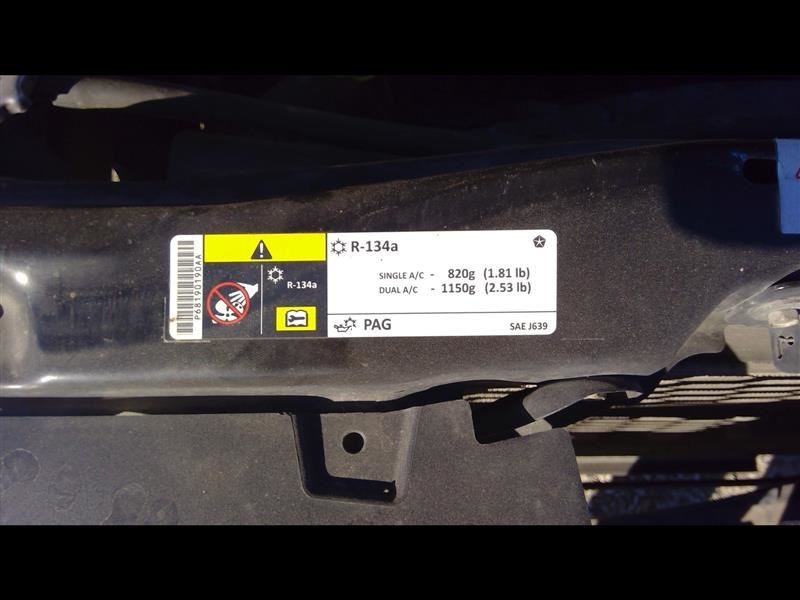 P68190190AA
R-134a
R-134a
SINGLE A/C - 820g (1.81 lb)
DUAL A/C - 1150g (2.53 lb)
PAG
SAE J639